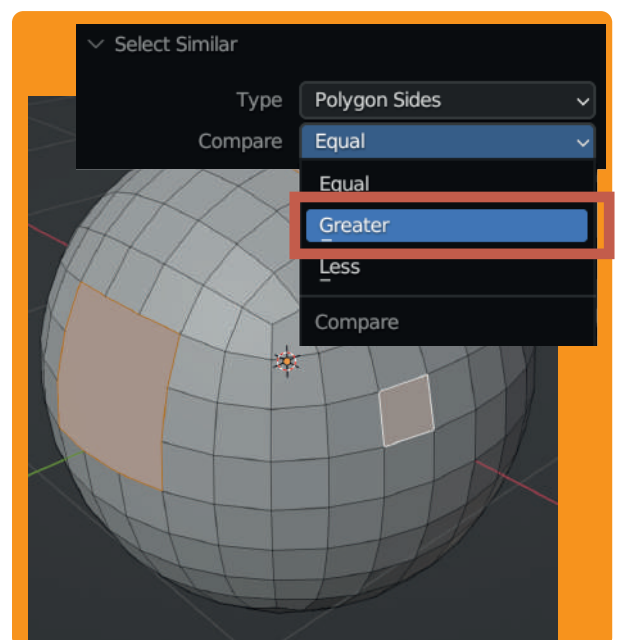 Select Similar
Type Polygon Sides
Compare Equal
Equal
Greater
Less
Compare